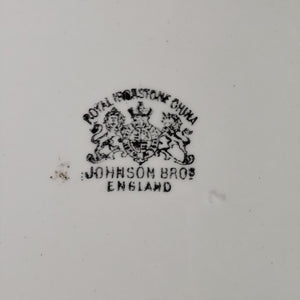 ROYAL IRONSTONE CHINA
JOHNSON BROS
ENGLAND